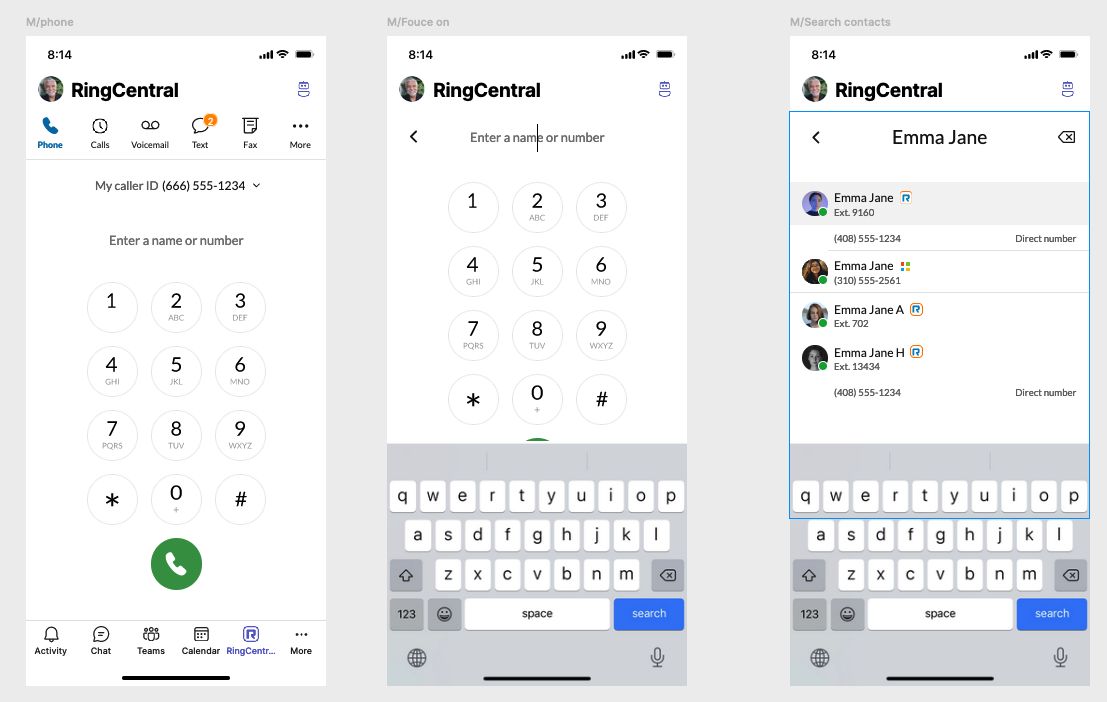 M/phone
8:14
RingCentral
Phone
Calls
Voicemail
2
Text
Fax
More
My caller ID (666) 555-1234
Enter a name or number
1
2
ABC
3
DEF
4
GHI
5
JKL
6
MNO
7
PQRS
8
TUV
9
WXYZ
*
0
+
#
Activity
Chat
Teams
Calendar
RingCentr...
More
M/Fouce on
8:14
RingCentral
Enter a name or number
1
2
ABC
3
DEF
4
GHI
5
JKL
6
MNO
7
PQRS
8
TUV
9
WXYZ
*
0
+
#
q w e r t y u i o p
a s d f g h j k l
z x c v b n m
123 space search
M/Search contacts
8:14
RingCentral
Emma Jane
Emma Jane
Ext. 9160
(408) 555-1234 Direct number
Emma Jane
(310) 555-2561
Emma Jane A
Ext. 702
Emma Jane H
Ext. 13434
(408) 555-1234 Direct number
q w e r t y u i o p
a s d f g h j k l
z x c v b n m
123 space search